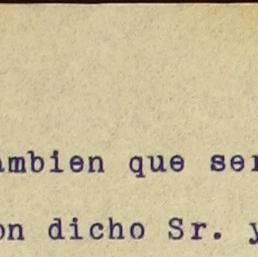 ambien que ser
on dicho Sr. y